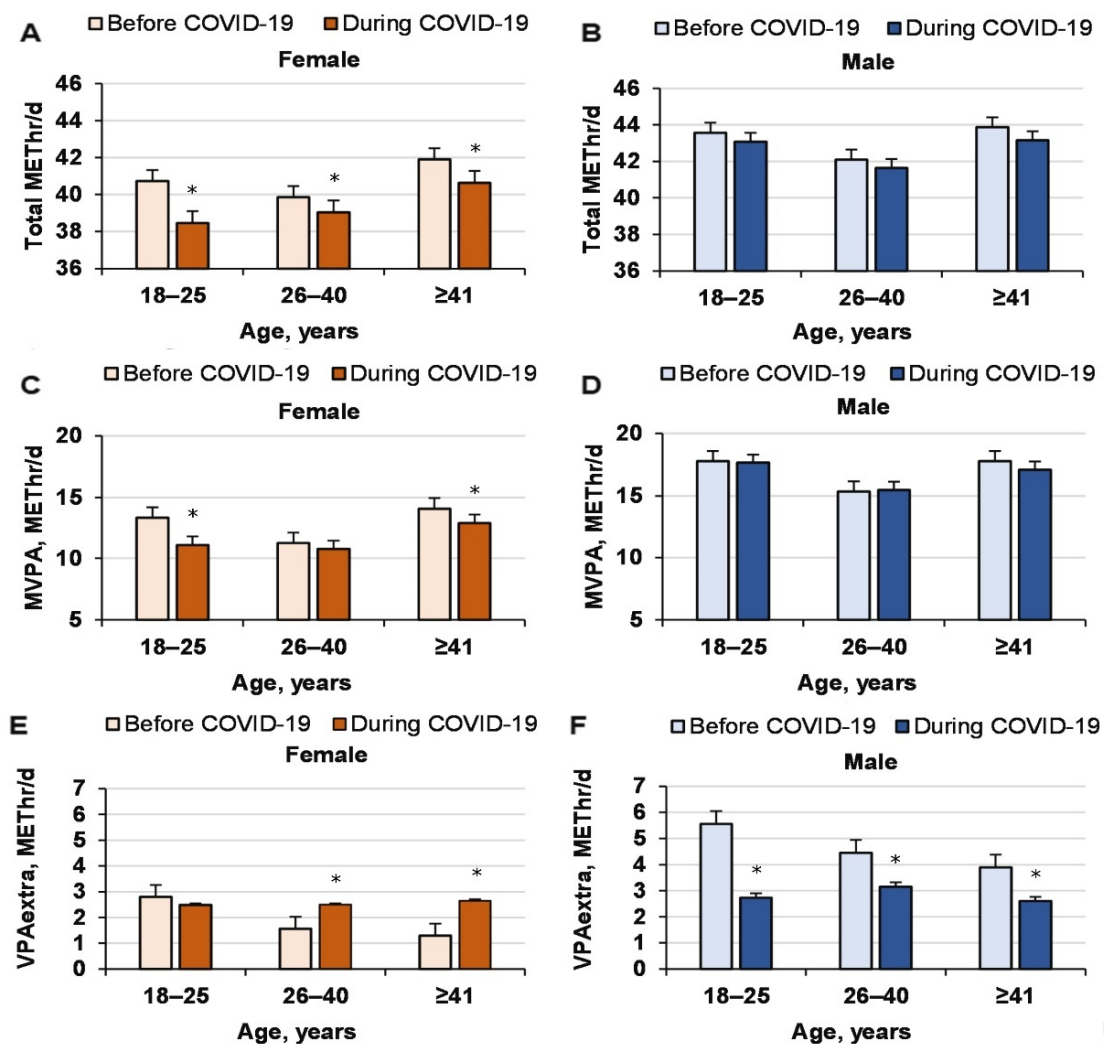 A
Before COVID-19 During COVID-19
Female
Total METhr/d
46
44
42
40
38
36
*
*
*
18–25 26–40 ≥41
Age, years
B
Before COVID-19 During COVID-19
Male
Total METhr/d
46
44
42
40
38
36
18–25 26–40 ≥41
Age, years
C
Before COVID-19 During COVID-19
Female
MVPA, METhr/d
20
15
10
5
*
*
18–25 26–40 ≥41
Age, years
D
Before COVID-19 During COVID-19
Male
MVPA, METhr/d
20
15
10
5
18–25 26–40 ≥41
Age, years
E
Before COVID-19 During COVID-19
Female
VPAextra, METhr/d
7
6
5
4
3
2
1
0
*
*
18–25 26–40 ≥41
Age, years
F
Before COVID-19 During COVID-19
Male
VPAextra, METhr/d
7
6
5
4
3
2
1
0
*
*
*
18–25 26–40 ≥41
Age, years